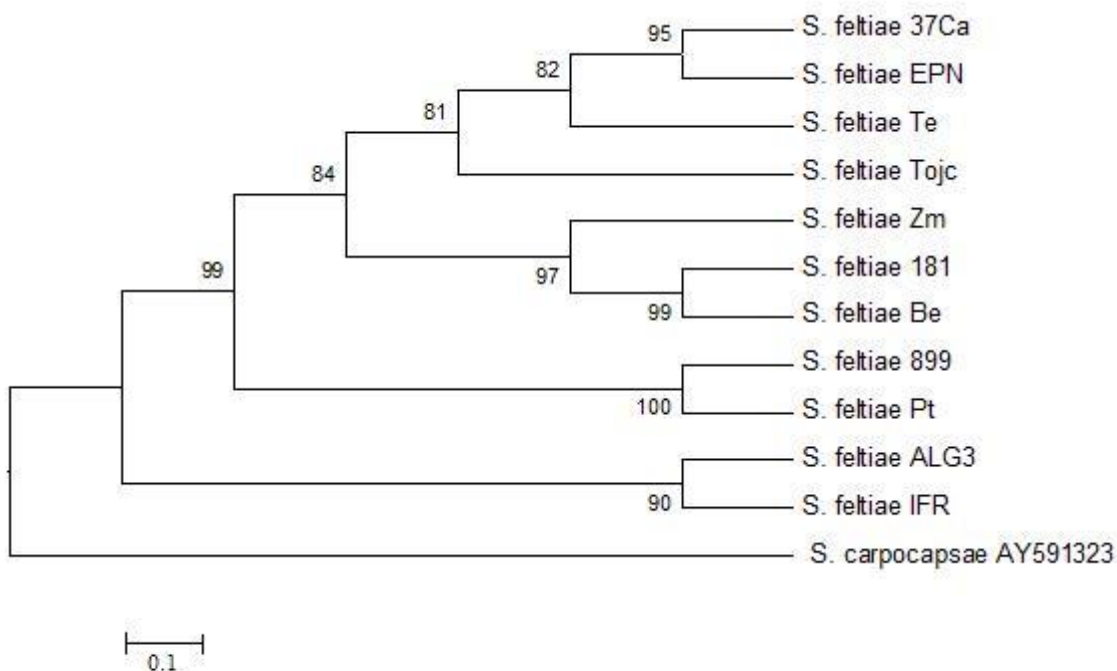 95
S. feltiae 37Ca
82
S. feltiae EPN
81
S. feltiae Te
84
S. feltiae Tojc
99
S. feltiae Zm
97
S. feltiae 181
99
S. feltiae Be
S. feltiae 899
100
S. feltiae Pt
S. feltiae ALG3
90
S. feltiae IFR
S. carpocapsae AY591323
0.1